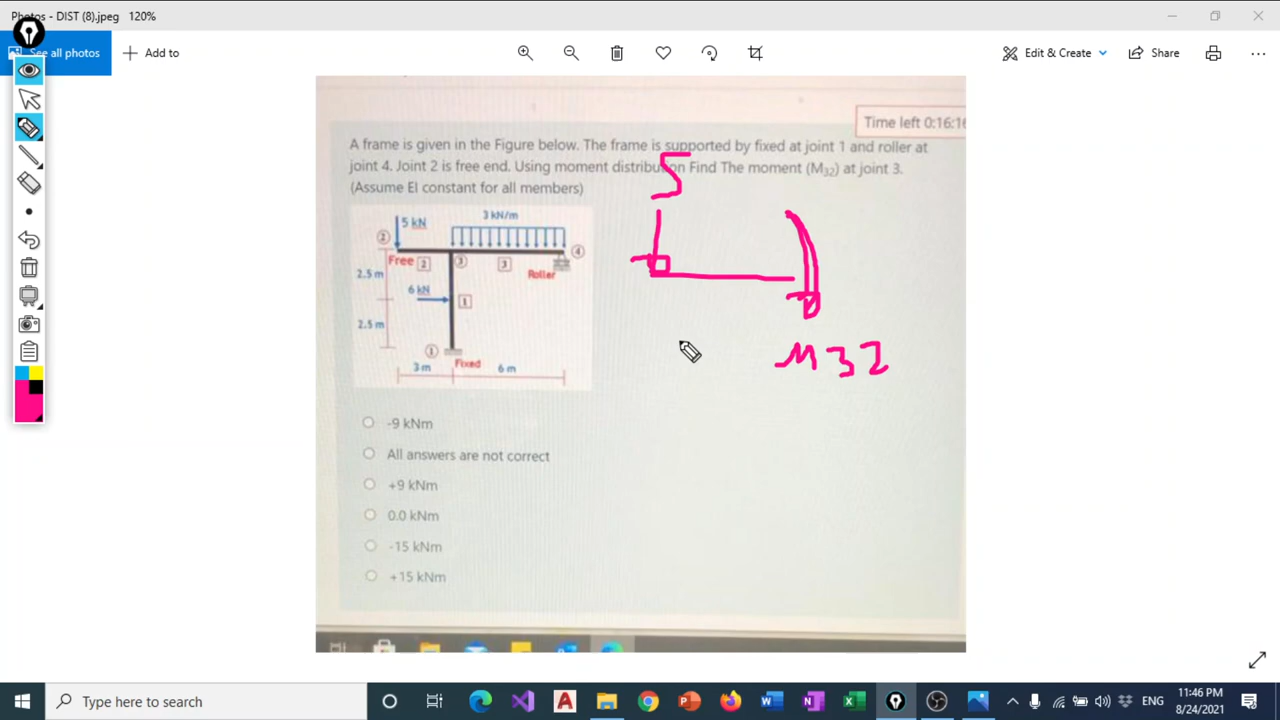 Photos - DIST (8).jpeg 120%
See all photos
Add to
Edit & Create
Share
Time left 0:16:16
A frame is given in the Figure below. The frame is supported by fixed at joint 1 and roller at
joint 4. Joint 2 is free end. Using moment distribution Find The moment (M32) at joint 3.
(Assume EI constant for all members)
5 kN
3 kN/m
2
3
4
Free
2
3
Roller
2.5 m
6 kN
1
2.5 m
1
Fixed
3 m
6 m
5
M32
-9 kNm
All answers are not correct
+9 kNm
0.0 kNm
-15 kNm
+15 kNm
Type here to search
ENG
11:46 PM
8/24/2021